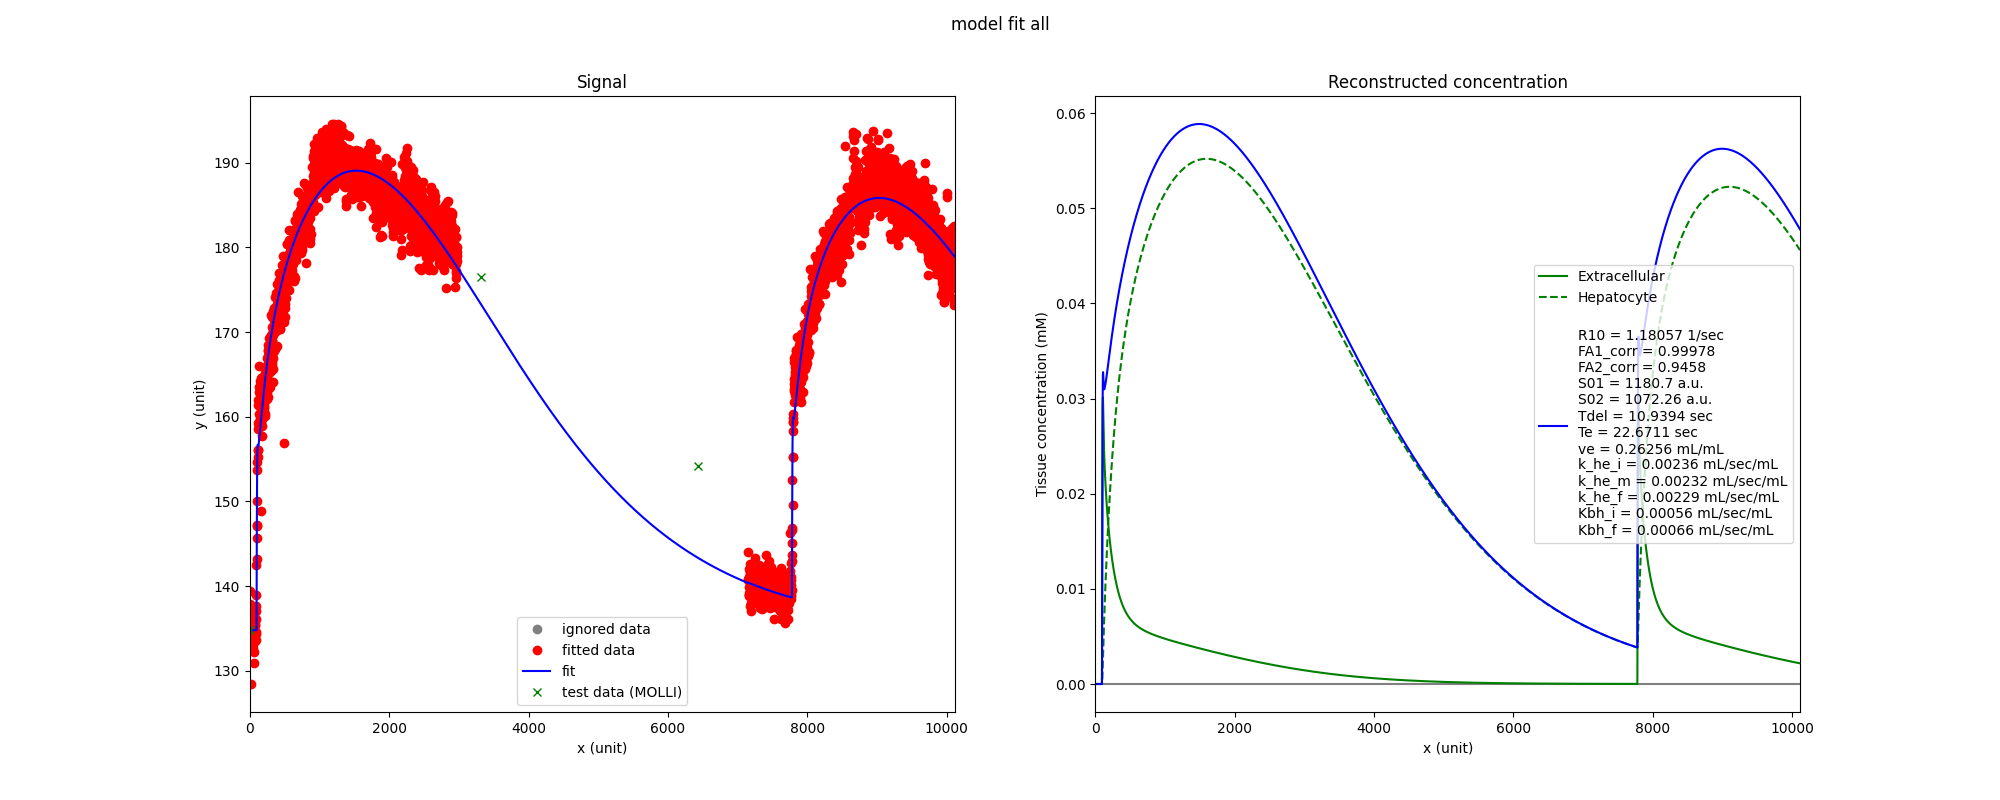 model fit all
Signal
y (unit)
190
180
170
160
150
140
130
0
2000
4000
6000
8000
10000
x (unit)
ignored data
fitted data
fit
test data (MOLLI)
Reconstructed concentration
Tissue concentration (mM)
0.06
0.05
0.04
0.03
0.02
0.01
0.00
0
2000
4000
6000
8000
10000
x (unit)
Extracellular
Hepatocyte
R10 = 1.18057 1/sec
FA1_corr = 0.99978
FA2_corr = 0.9458
S01 = 1180.7 a.u.
S02 = 1072.26 a.u.
Tdel = 10.9394 sec
Te = 22.6711 sec
ve = 0.26256 mL/mL
k_he_i = 0.00236 mL/sec/mL
k_he_m = 0.00232 mL/sec/mL
k_he_f = 0.00229 mL/sec/mL
Kbh_i = 0.00056 mL/sec/mL
Kbh_f = 0.00066 mL/sec/mL